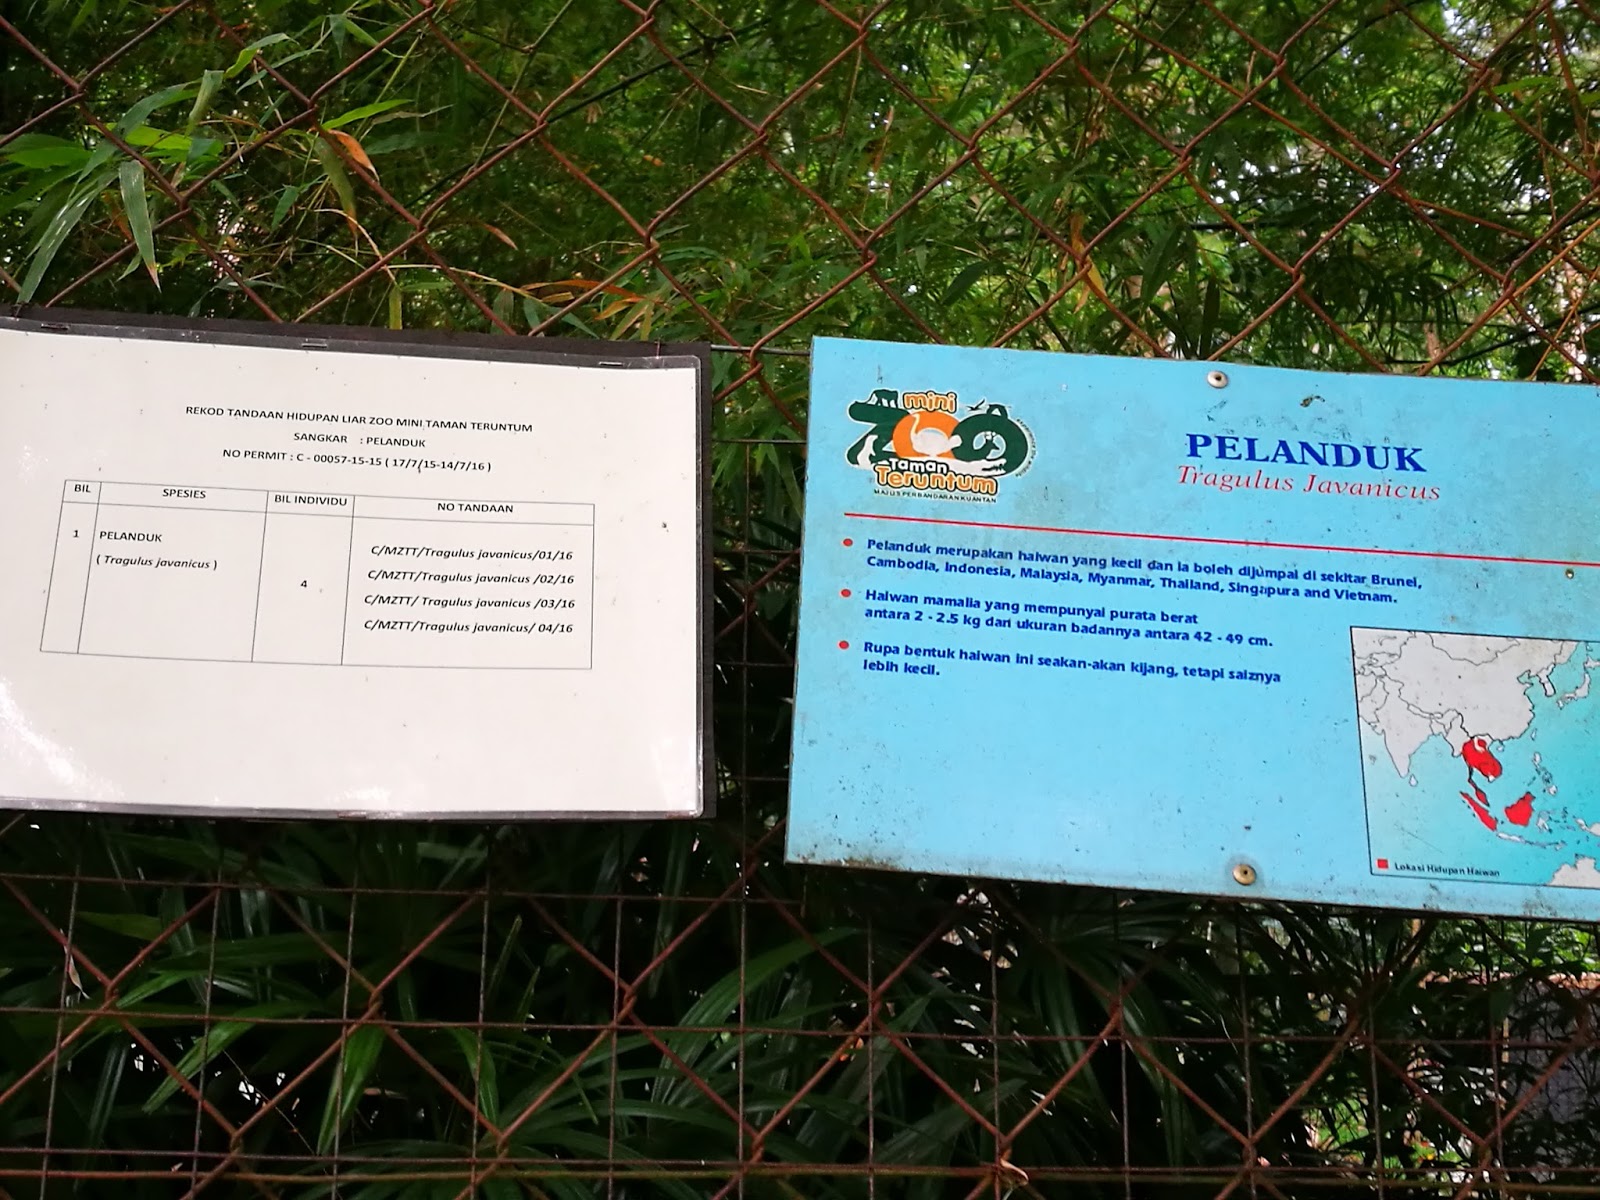 REKOD TANDAAN HIDUPAN LIAR ZOO MINI TAMAN TERUNTUM
SANGKAR : PELANDUK
NO PERMIT : C - 00057-15-15 ( 17/7/15-14/7/16 )
BIL SPESIES BIL INDIVIDU NO TANDAAN
1 PELANDUK
( Tragulus javanicus )
4
C/MZTT/Tragulus javanicus/01/16
C/MZTT/Tragulus javanicus /02/16
C/MZTT/ Tragulus javanicus /03/16
C/MZTT/Tragulus javanicus/ 04/16
mini
ZOO
Taman
Teruntum
MAJLIS PERBANDARAN KUANTAN
PELANDUK
Tragulus Javanicus
Pelanduk merupakan haiwan yang kecil dan ia boleh dijumpai di sekitar Brunei,
Cambodia, Indonesia, Malaysia, Myanmar, Thailand, Singapura and Vietnam.
Haiwan mamalia yang mempunyai purata berat
antara 2 - 2.5 kg dari ukuran badannya antara 42 - 49 cm.
Rupa bentuk haiwan ini seakan-akan kijang, tetapi saiznya
lebih kecil.
Lokasi Hidupan Haiwan